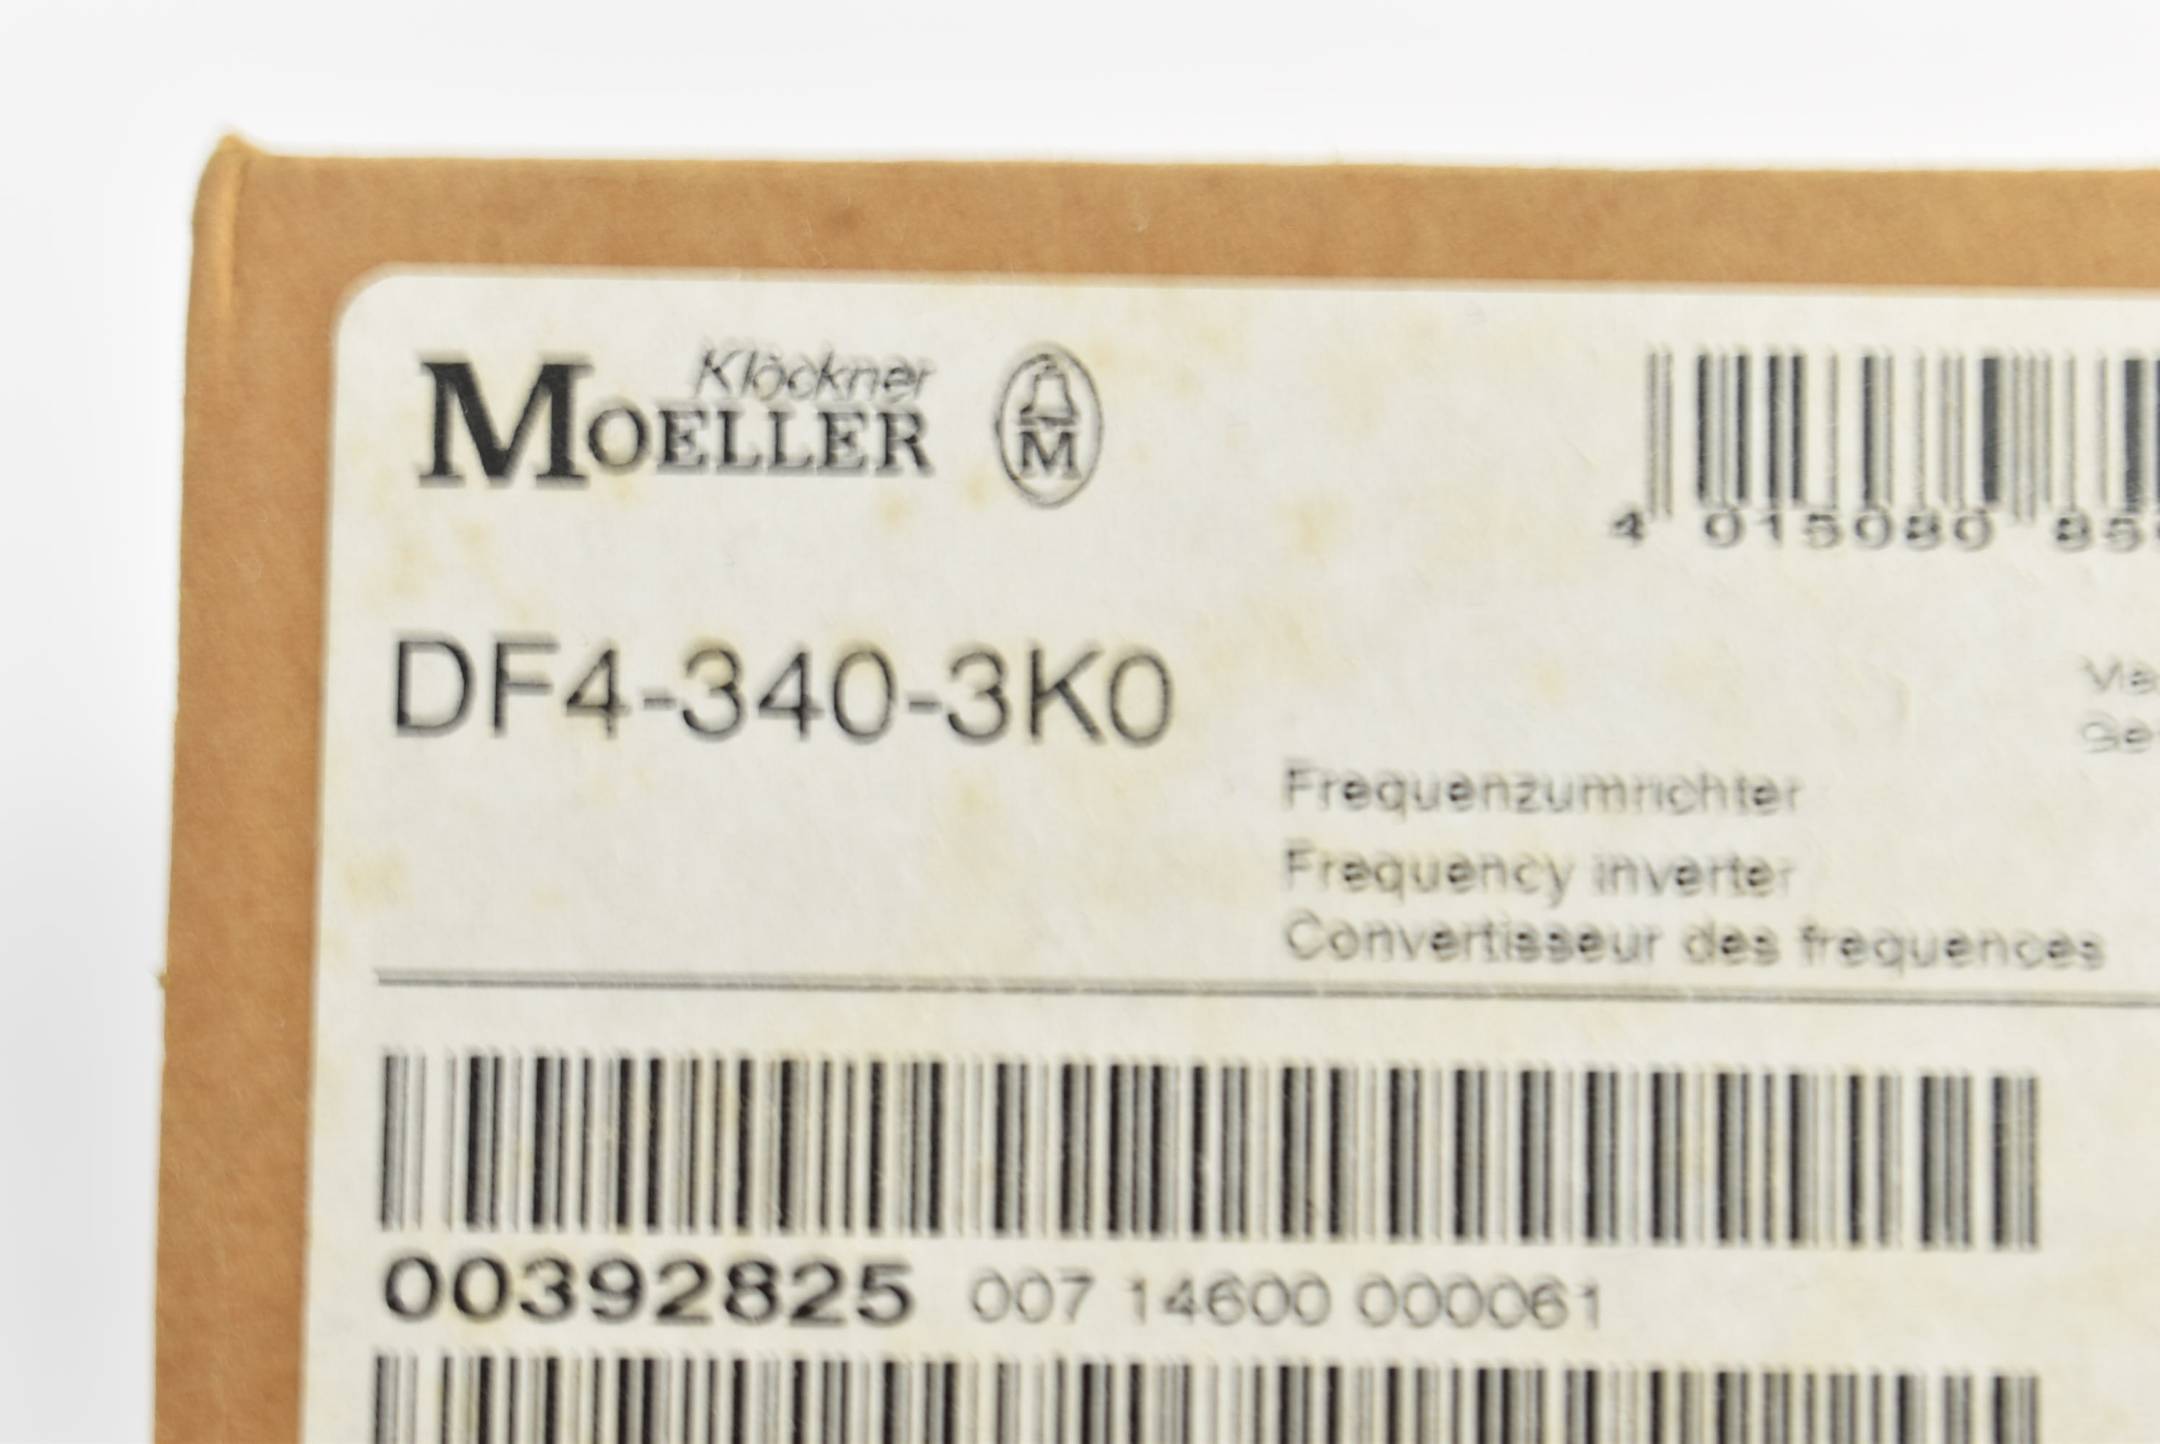 Klöckner
MOELLER
M
4 015080 85
DF4-340-3K0
Frequenzumrichter
Frequency inverter
Convertisseur des frequences
00392825 007 14600 000061